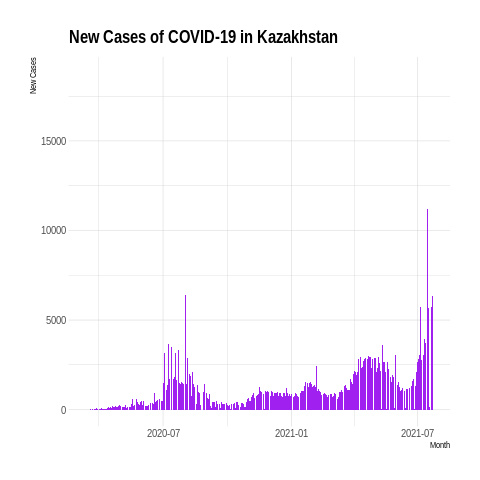 New Cases of COVID-19 in Kazakhstan
New Cases
15000
10000
5000
0
2020-07
2021-01
2021-07
Month